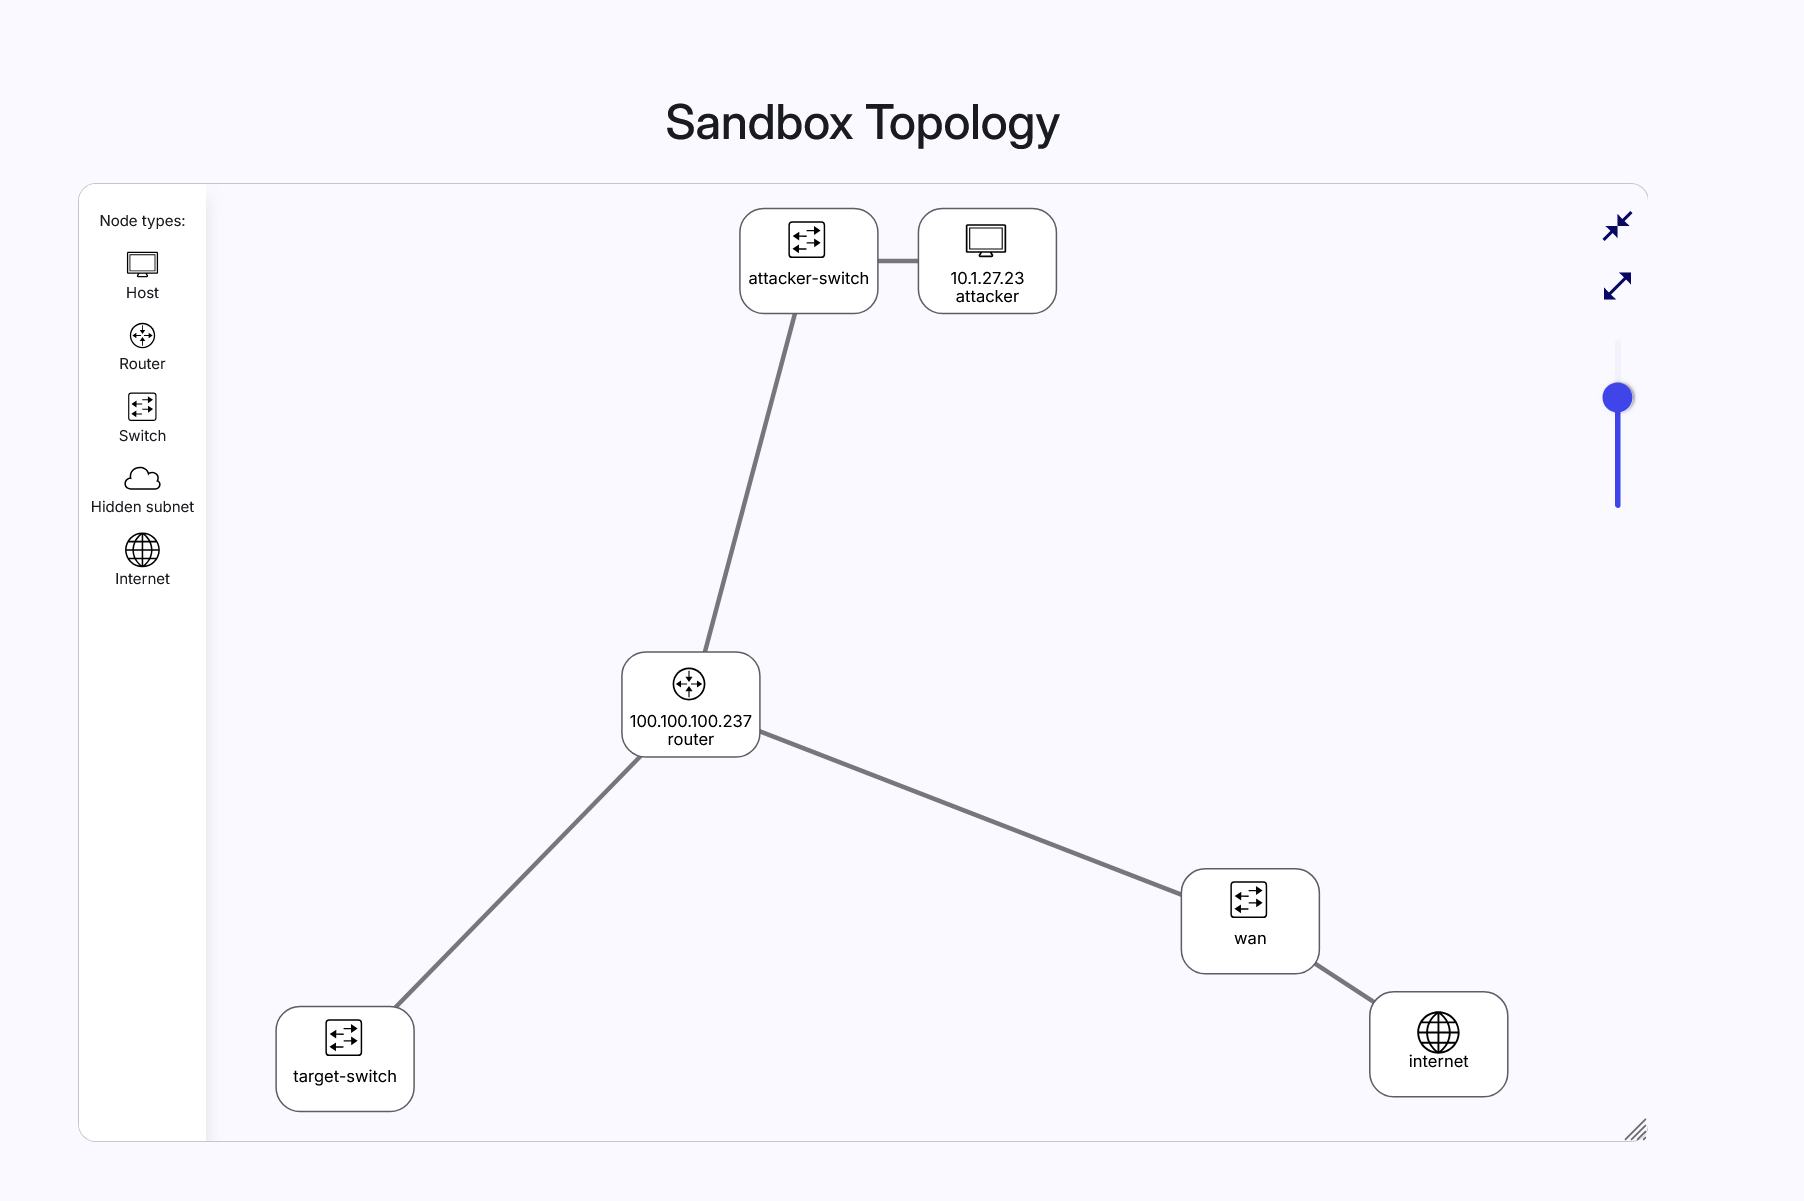 Sandbox Topology
Node types:
Host
Router
Switch
Hidden subnet
Internet
attacker-switch
10.1.27.23
attacker
100.100.100.237
router
wan
internet
target-switch